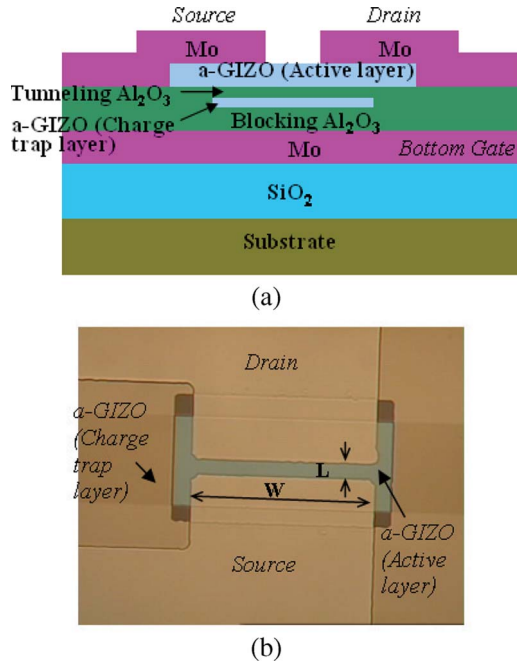 Source Drain
Mo Mo
a-GIZO (Active layer)
Tunneling Al₂O₃
a-GIZO (Charge
trap layer)
Blocking Al₂O₃
Mo Bottom Gate
SiO₂
Substrate
(a)
Drain
a-GIZO
(Charge
trap
layer)
L
W
a-GIZO
(Active
layer)
Source
(b)